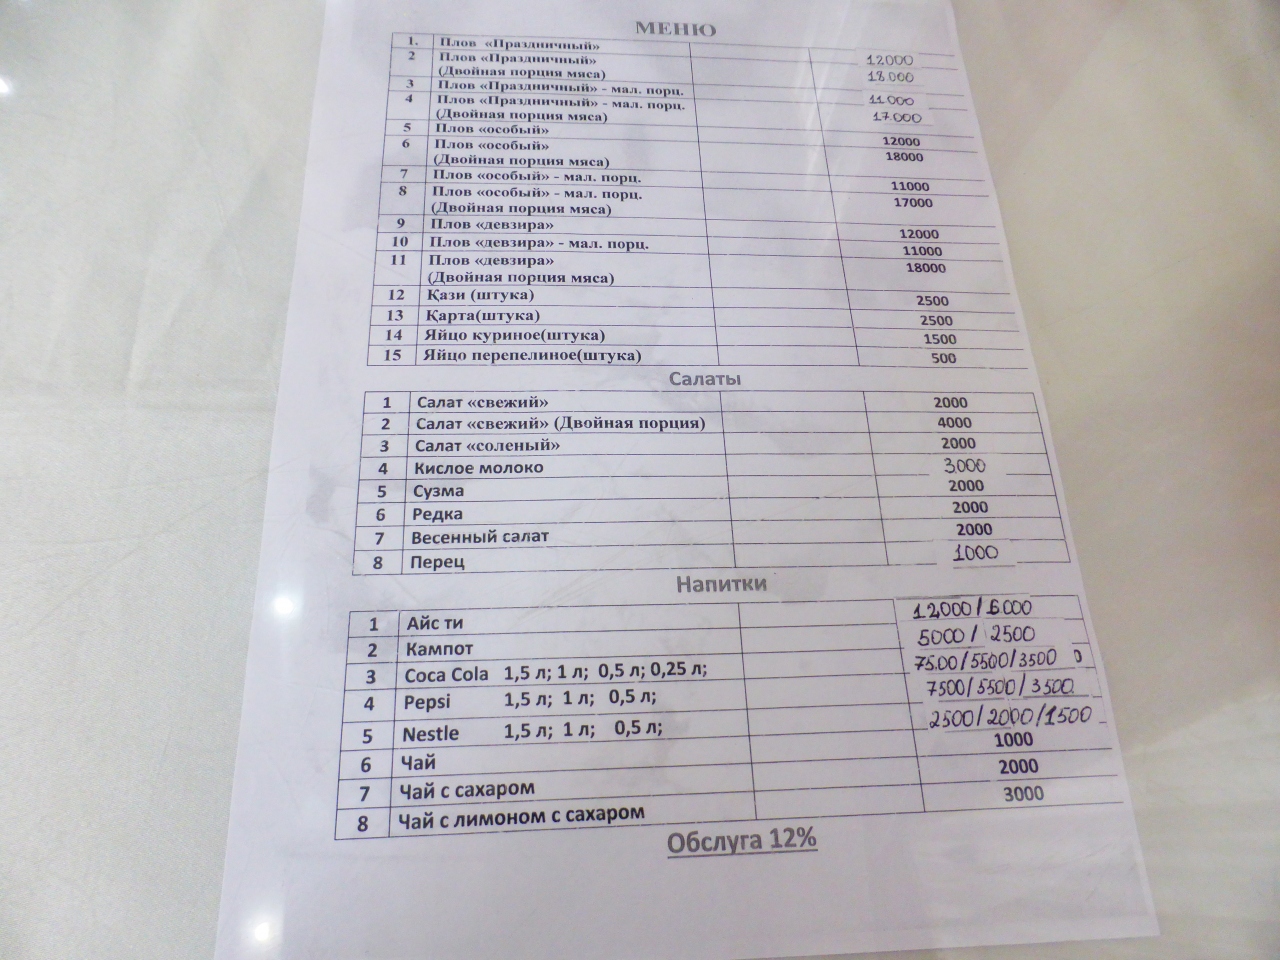 МЕНЮ
1. Плов «Праздничный» 12000
2 Плов «Праздничный» 18000
(Двойная порция мяса)
3 Плов «Праздничный» - мал. порц. 11000
4 Плов «Праздничный» - мал. порц. 17000
(Двойная порция мяса)
5 Плов «особый» 12000
6 Плов «особый» 18000
(Двойная порция мяса)
7 Плов «особый» - мал. порц. 11000
8 Плов «особый» - мал. порц. 17000
(Двойная порция мяса)
9 Плов «девзира» 12000
10 Плов «девзира» - мал. порц. 11000
11 Плов «девзира» 18000
(Двойная порция мяса)
12 Қази (штука) 2500
13 Қарта(штука) 2500
14 Яйцо куриное(штука) 1500
15 Яйцо перепелиное(штука) 500
Салаты
1 Салат «свежий» 2000
2 Салат «свежий» (Двойная порция) 4000
3 Салат «соленый» 2000
4 Кислое молоко 3000
5 Сузма 2000
6 Редка 2000
7 Весенный салат 2000
8 Перец 1000
Напитки
1 Айс ти 12000/6000
2 Кампот 5000/2500
3 Coca Cola 1,5 л; 1 л; 0,5 л; 0,25 л; 7500/5500/3500
4 Pepsi 1,5 л; 1 л; 0,5 л; 7500/5500/3500
5 Nestle 1,5 л; 1 л; 0,5 л; 2500/2000/1500
6 Чай 1000
7 Чай с сахаром 2000
8 Чай с лимоном с сахаром 3000
Обслуга 12%